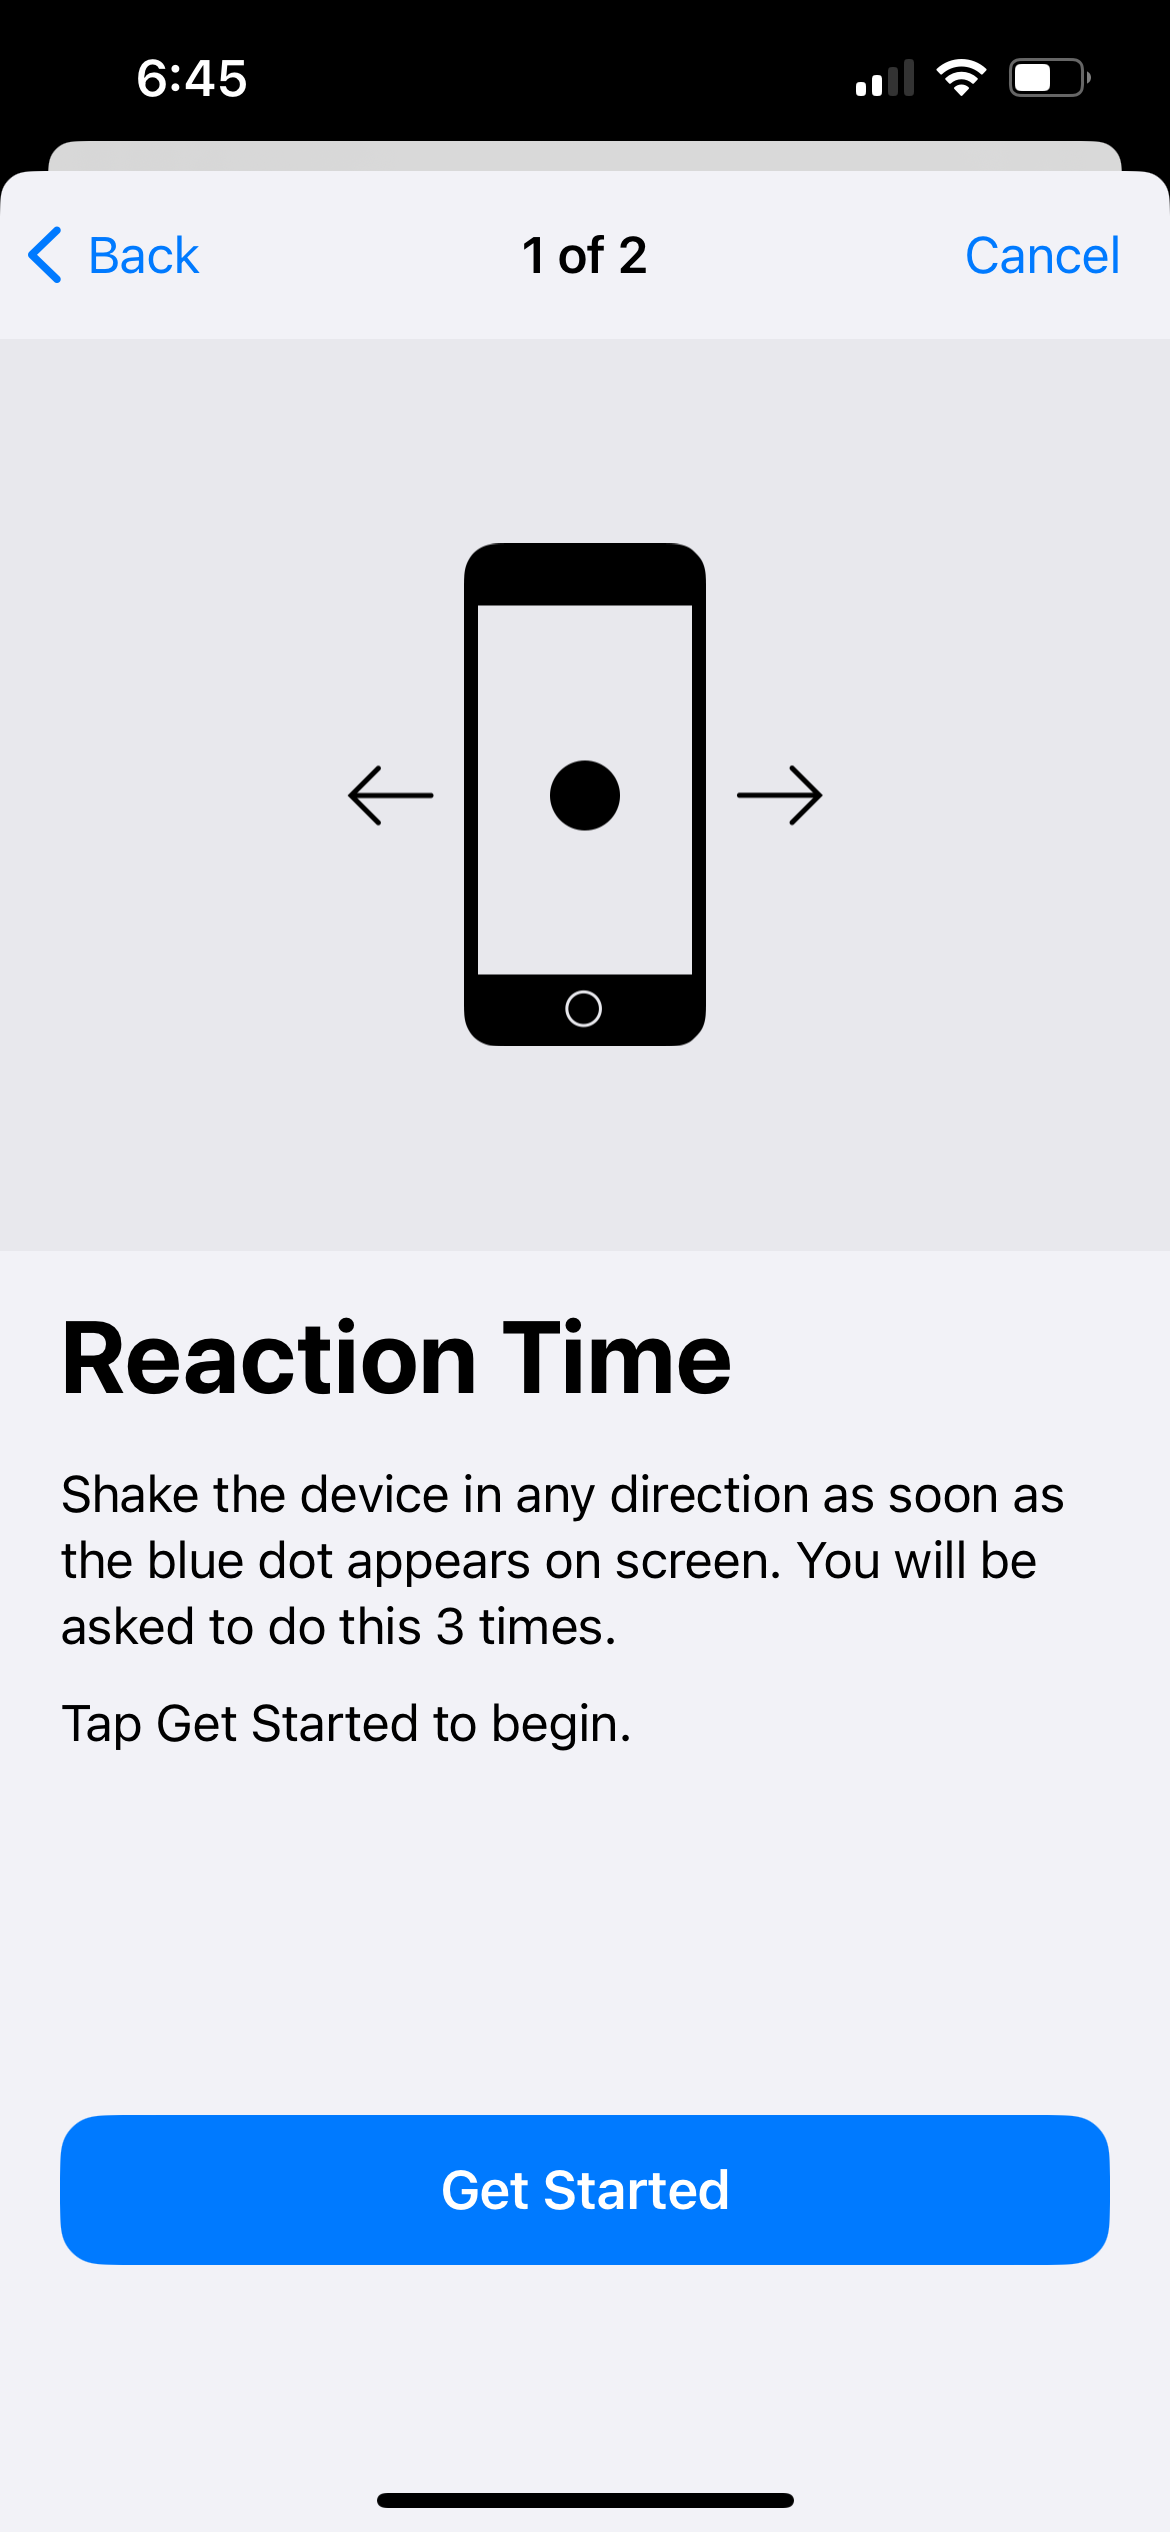 6:45
Back
1 of 2
Cancel
Reaction Time
Shake the device in any direction as soon as
the blue dot appears on screen. You will be
asked to do this 3 times.
Tap Get Started to begin.
Get Started